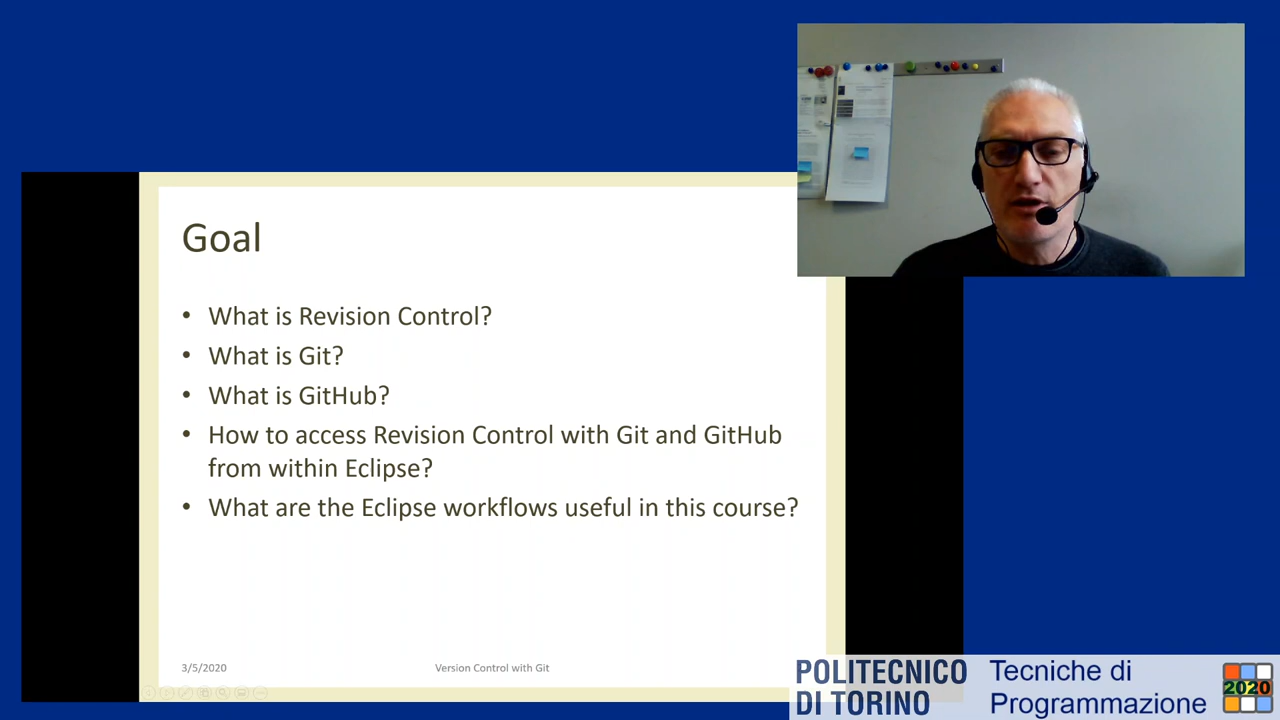 Goal
• What is Revision Control?
• What is Git?
• What is GitHub?
• How to access Revision Control with Git and GitHub
from within Eclipse?
• What are the Eclipse workflows useful in this course?
3/5/2020
Version Control with Git
POLITECNICO
DI TORINO
Tecniche di
Programmazione
2020